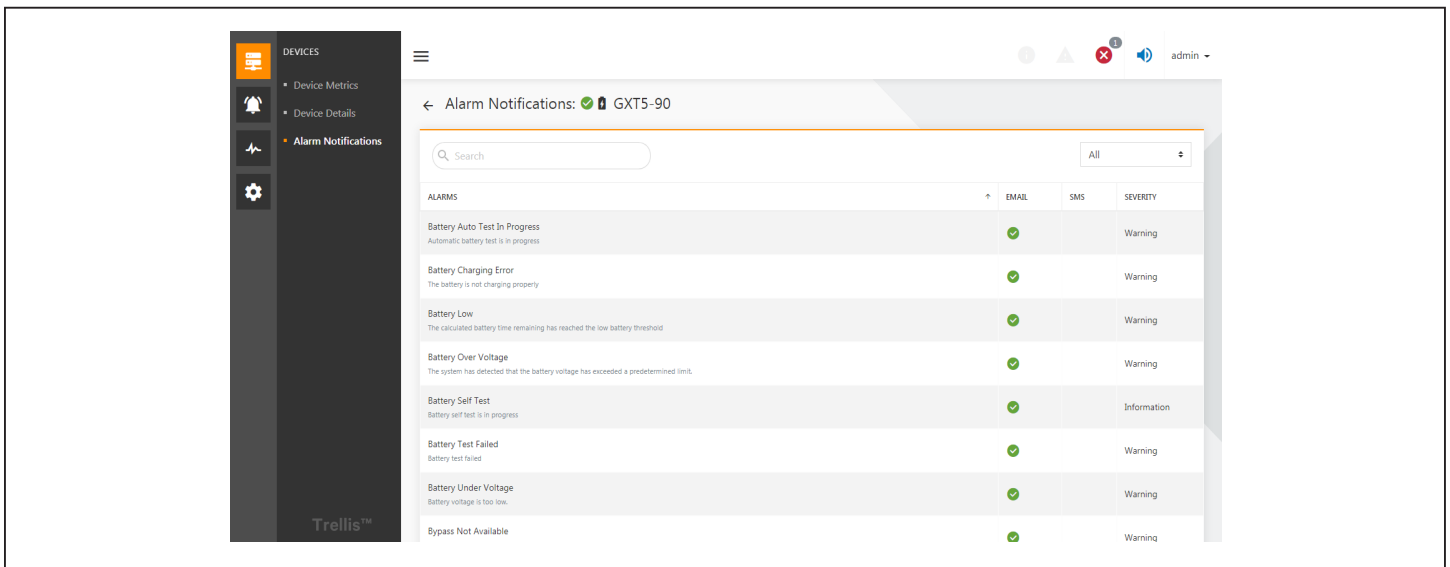 DEVICES
Device Metrics
Device Details
Alarm Notifications
1
admin
Alarm Notifications: GXT5-90
Search
All
ALARMS EMAIL SMS SEVERITY
Battery Auto Test In Progress
Automatic battery test is in progress
Warning
Battery Charging Error
The battery is not charging properly
Warning
Battery Low
The calculated battery time remaining has reached the low battery threshold
Warning
Battery Over Voltage
The system has detected that the battery voltage has exceeded a predetermined limit.
Warning
Battery Self Test
Battery self test is in progress
Information
Battery Test Failed
Battery test failed
Warning
Battery Under Voltage
Battery voltage is too low.
Warning
Bypass Not Available
Warning
Trellis™